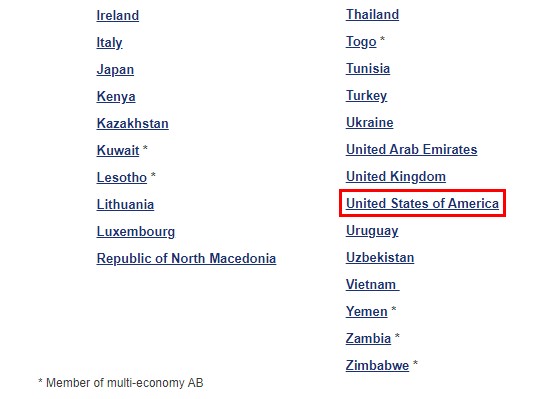 Ireland
Italy
Japan
Kenya
Kazakhstan
Kuwait *
Lesotho *
Lithuania
Luxembourg
Republic of North Macedonia
Thailand
Togo *
Tunisia
Turkey
Ukraine
United Arab Emirates
United Kingdom
United States of America
Uruguay
Uzbekistan
Vietnam
Yemen *
Zambia *
Zimbabwe *
* Member of multi-economy AB